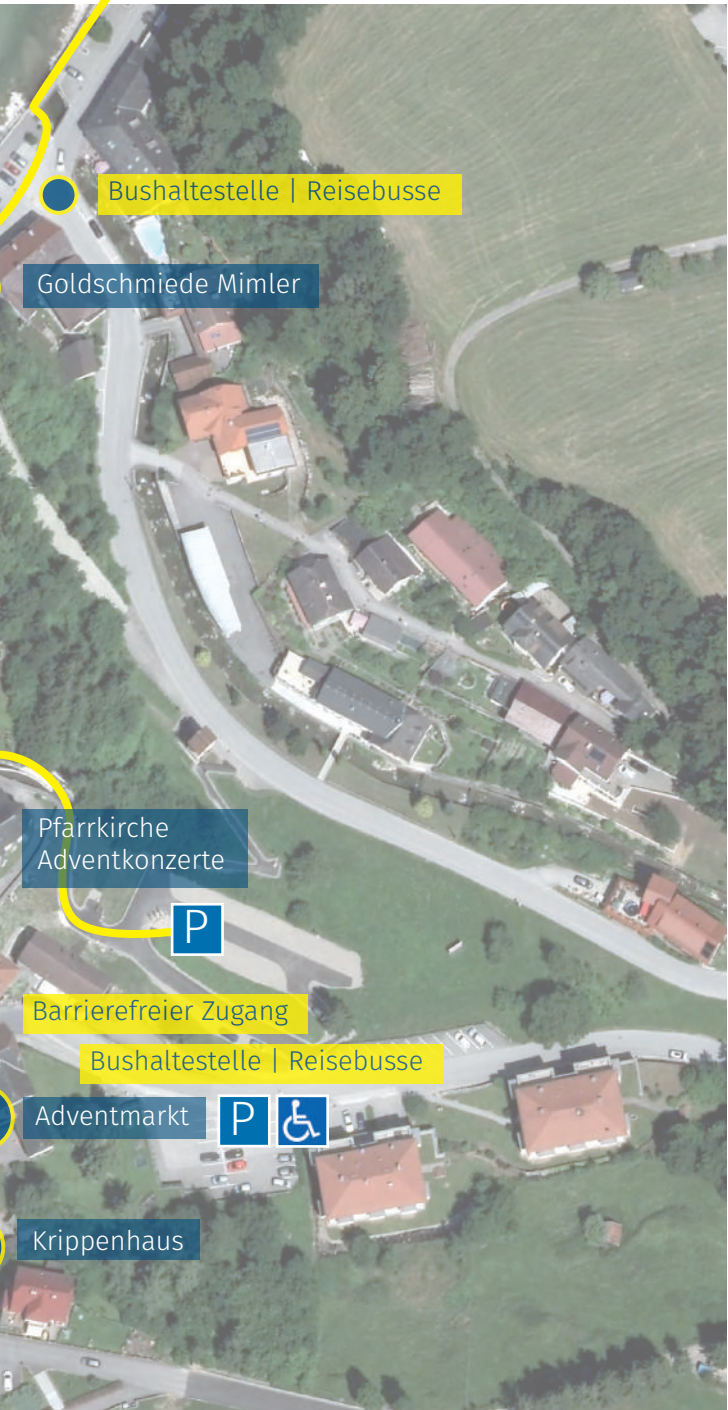 Bushaltestelle | Reisebusse
Goldschmiede Mimler
Pfarrkirche
Adventkonzerte
P
Barrierefreier Zugang
Bushaltestelle | Reisebusse
Adventmarkt
P
Krippenhaus